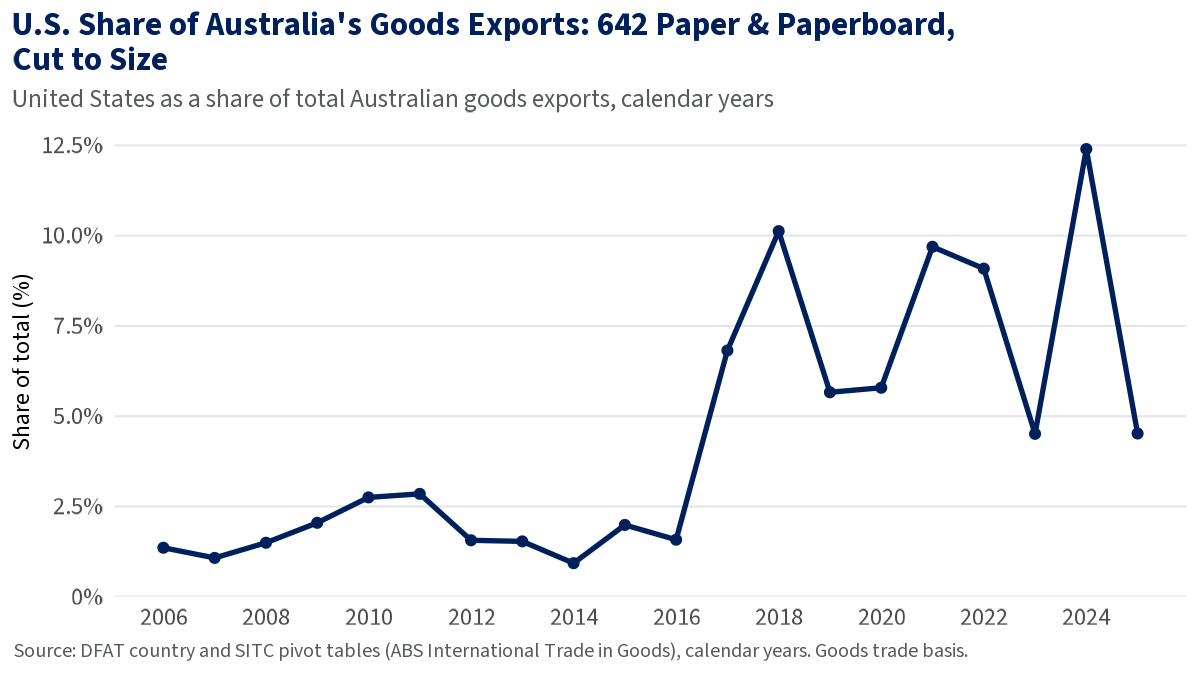 U.S. Share of Australia's Goods Exports: 642 Paper & Paperboard,
Cut to Size
United States as a share of total Australian goods exports, calendar years
Share of total (%)
12.5%
10.0%
7.5%
5.0%
2.5%
0%
2006 2008 2010 2012 2014 2016 2018 2020 2022 2024
Source: DFAT country and SITC pivot tables (ABS International Trade in Goods), calendar years. Goods trade basis.